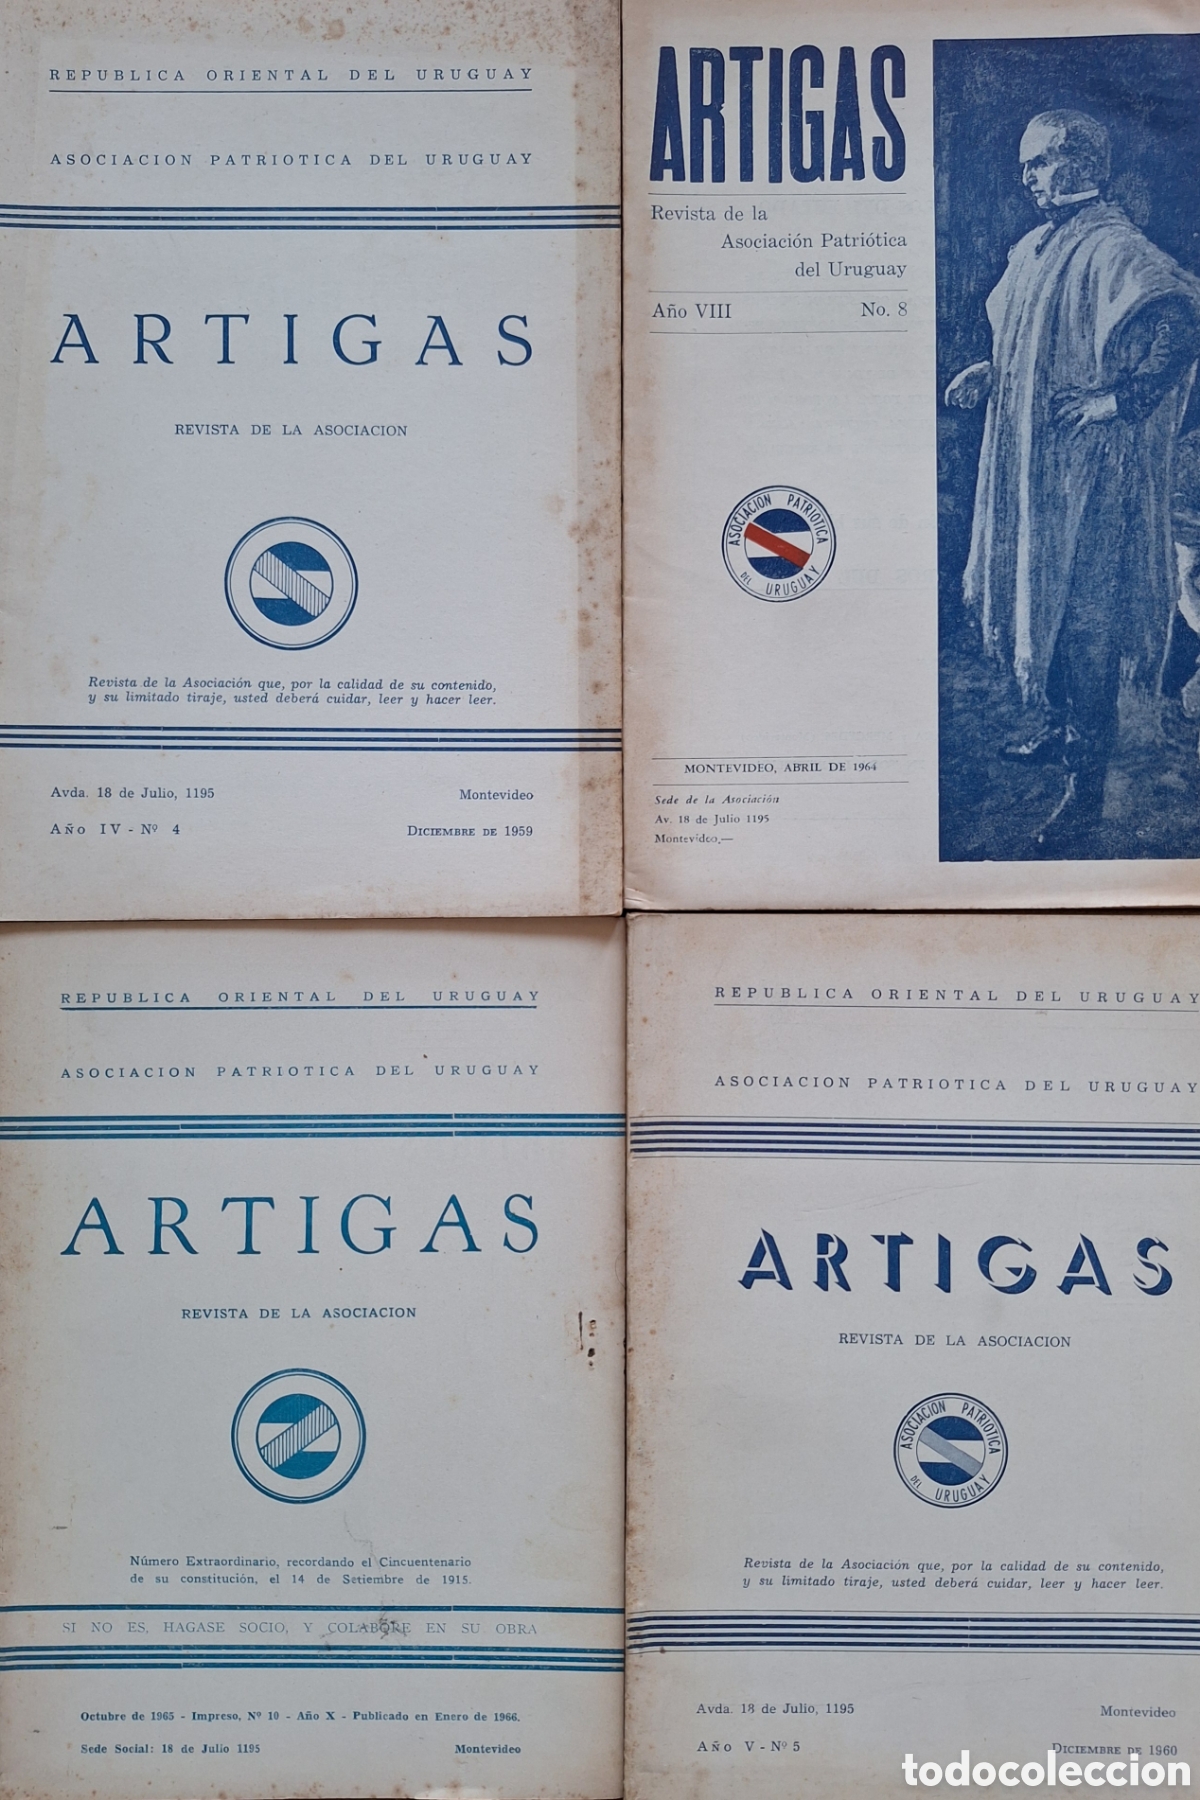 REPUBLICA ORIENTAL DEL URUGUAY
ASOCIACION PATRIOTICA DEL URUGUAY
ARTIGAS
REVISTA DE LA ASOCIACION
Revista de la Asociación que, por la calidad de su contenido,
y su limitado tiraje, usted deberá cuidar, leer y hacer leer.
Avda. 18 de Julio, 1195 Montevideo
Año IV - Nº 4 DICIEMBRE DE 1959
ARTIGAS
Revista de la
Asociación Patriótica
del Uruguay
Año VIII No. 8
ASOCIACION PATRIOTICA
DEL URUGUAY
MONTEVIDEO, ABRIL DE 1964
Sede de la Asociación
Av. 18 de Julio 1195
Montevideo.—
REPUBLICA ORIENTAL DEL URUGUAY
ASOCIACION PATRIOTICA DEL URUGUAY
ARTIGAS
REVISTA DE LA ASOCIACION
Número Extraordinario, recordando el Cincuentenario
de su constitución, el 14 de Setiembre de 1915.
SI NO ES, HAGASE SOCIO, Y COLABORE EN SU OBRA
Octubre de 1965 - Impreso, Nº 10 - Año X - Publicado en Enero de 1966.
Sede Social: 18 de Julio 1195 Montevideo
REPUBLICA ORIENTAL DEL URUGUAY
ASOCIACION PATRIOTICA DEL URUGUAY
ARTIGAS
REVISTA DE LA ASOCIACION
ASOCIACION PATRIOTICA
DEL URUGUAY
Revista de la Asociación que, por la calidad de su contenido,
y su limitado tiraje, usted deberá cuidar, leer y hacer leer.
Avda. 18 de Julio, 1195 Montevideo
Año V - Nº 5 DICIEMBRE DE 1960
todocoleccion